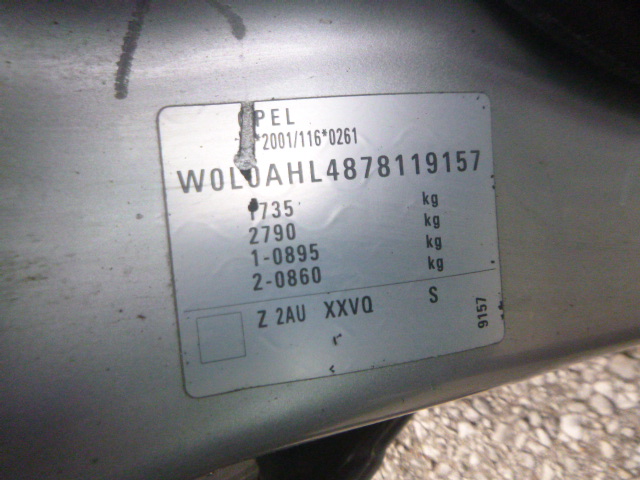 PEL
*2001/116*0261
W0L0AHL4878119157
1735 kg
2790 kg
1-0895 kg
2-0860 kg
Z 2AU XXVQ S
9157